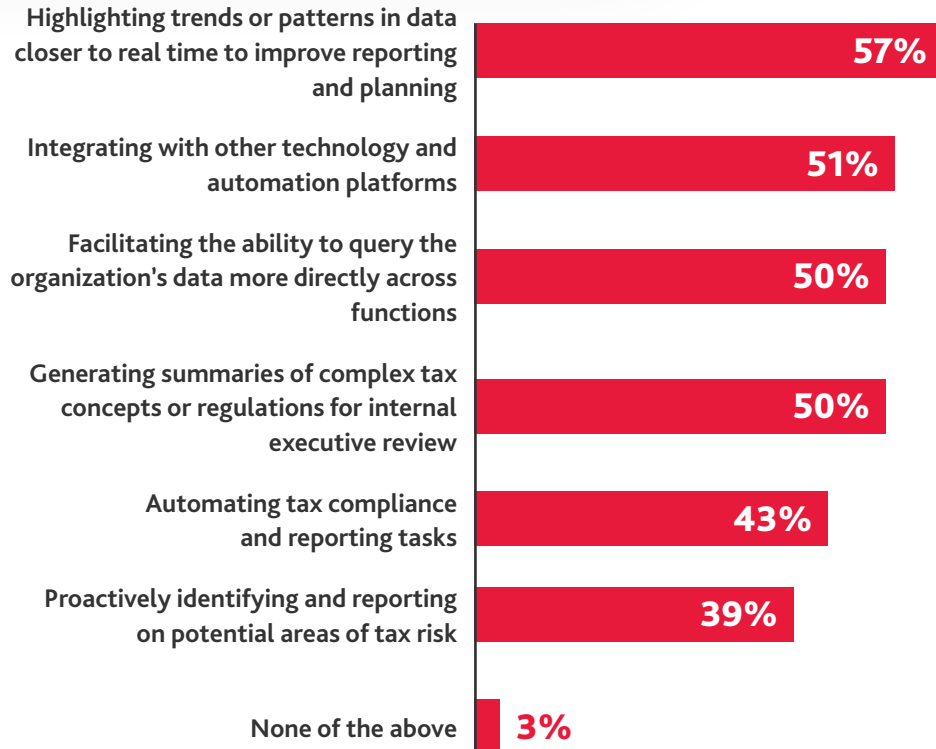 Highlighting trends or patterns in data
closer to real time to improve reporting
and planning
57%
Integrating with other technology and
automation platforms
51%
Facilitating the ability to query the
organization’s data more directly across
functions
50%
Generating summaries of complex tax
concepts or regulations for internal
executive review
50%
Automating tax compliance
and reporting tasks
43%
Proactively identifying and reporting
on potential areas of tax risk
39%
None of the above
3%